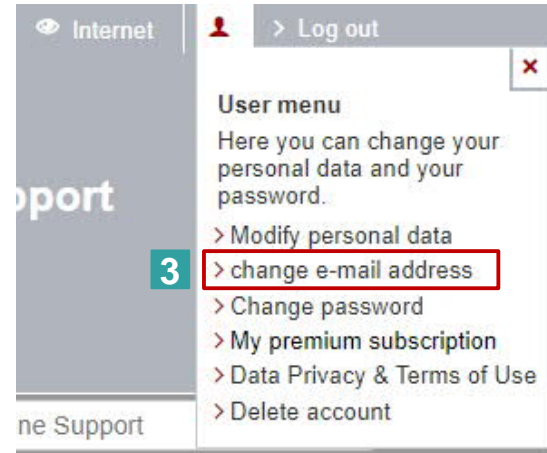 Internet
> Log out
×
User menu
Here you can change your
personal data and your
password.
pport
> Modify personal data
3
> change e-mail address
> Change password
> My premium subscription
> Data Privacy & Terms of Use
> Delete account
ne Support